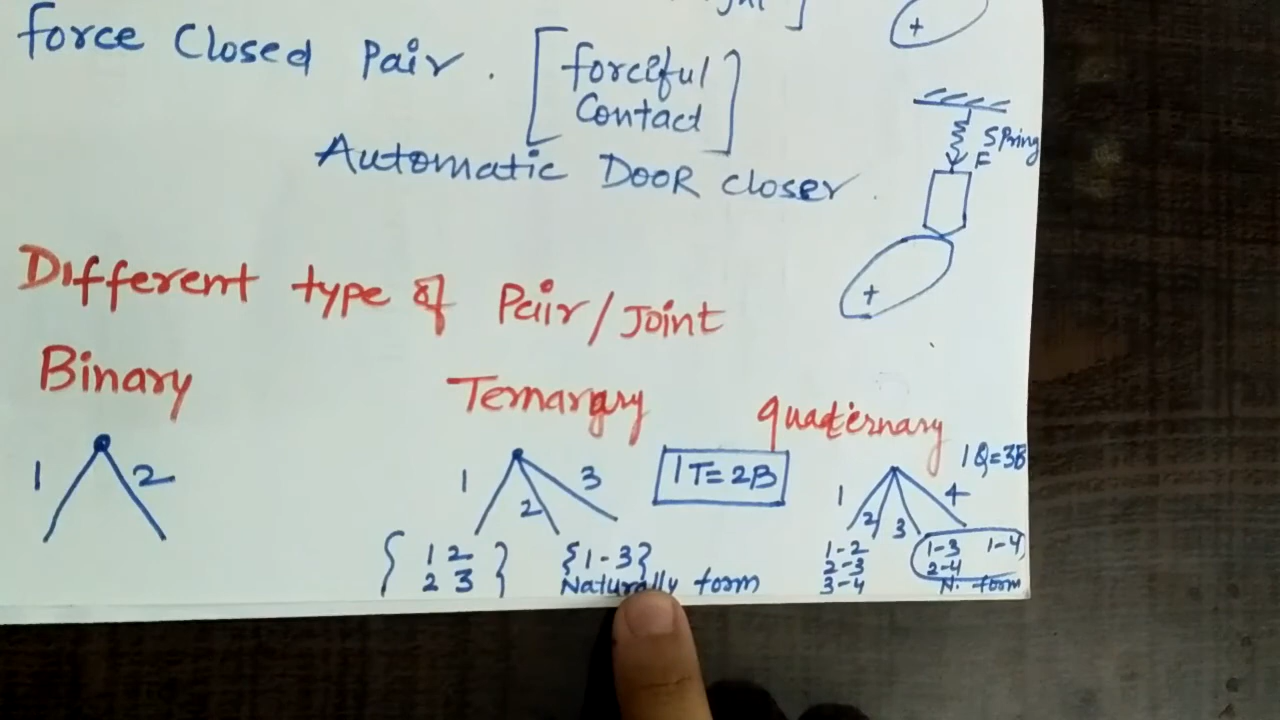 Force Closed Pair. [Forceful
Contact]
Automatic DOOR Closer.
Spring
F
+
+
Different type of Pair/Joint
Binary
1 2
Ternargry
1 2 3
1T=2B
{ 1 2
2 3 }
{1-3}
Naturally form
quaternary
1Q=3B
1 2 3 4
1-2
2-3
3-4
1-3 1-4
2-4
N. form